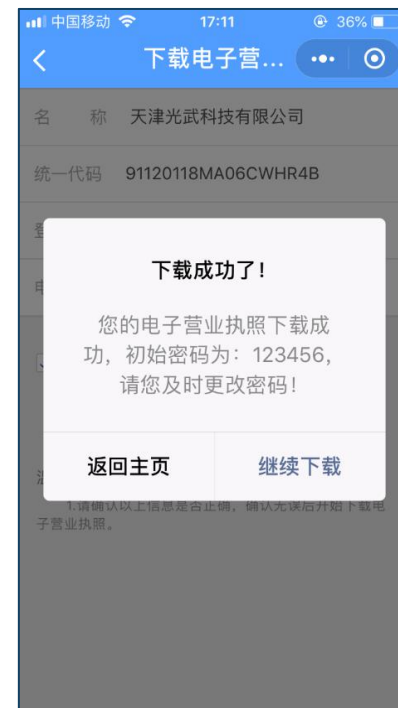 中国移动 17:11 36%
下载电子营...
名 称 天津光武科技有限公司
统一代码 91120118MA06CWHR4B
登
电
下载成功了!
您的电子营业执照下载成
功,初始密码为:123456,
请您及时更改密码!
返回主页 继续下载
温
1.请确认以上信息是否正确,确认无误后开始下载电
子营业执照。